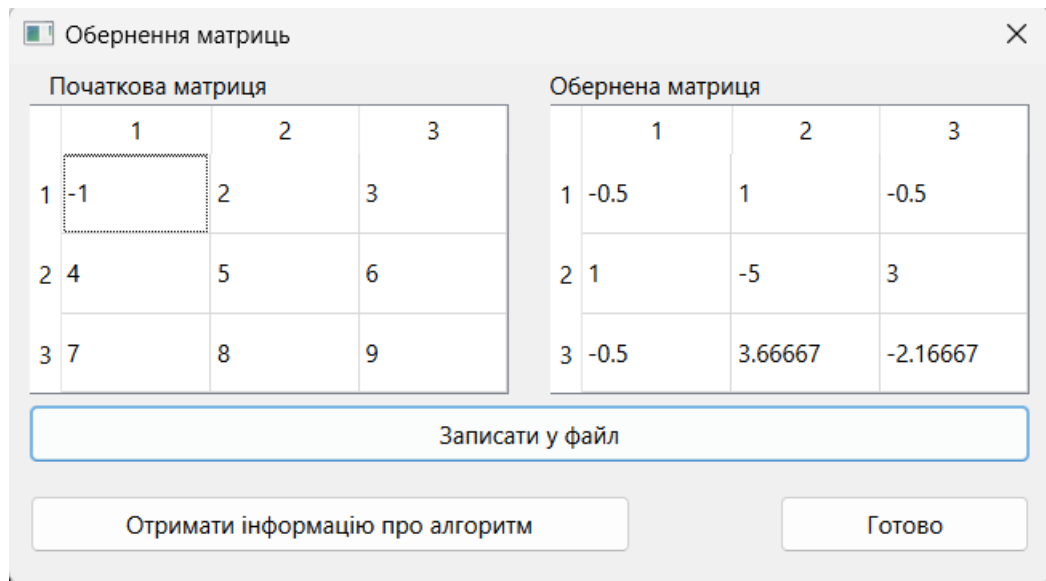 Обернення матриць
Початкова матриця Обернена матриця
1 2 3 1 2 3
1 -1 2 3 1 -0.5 1 -0.5
2 4 5 6 2 1 -5 3
3 7 8 9 3 -0.5 3.66667 -2.16667
Записати у файл
Отримати інформацію про алгоритм Готово